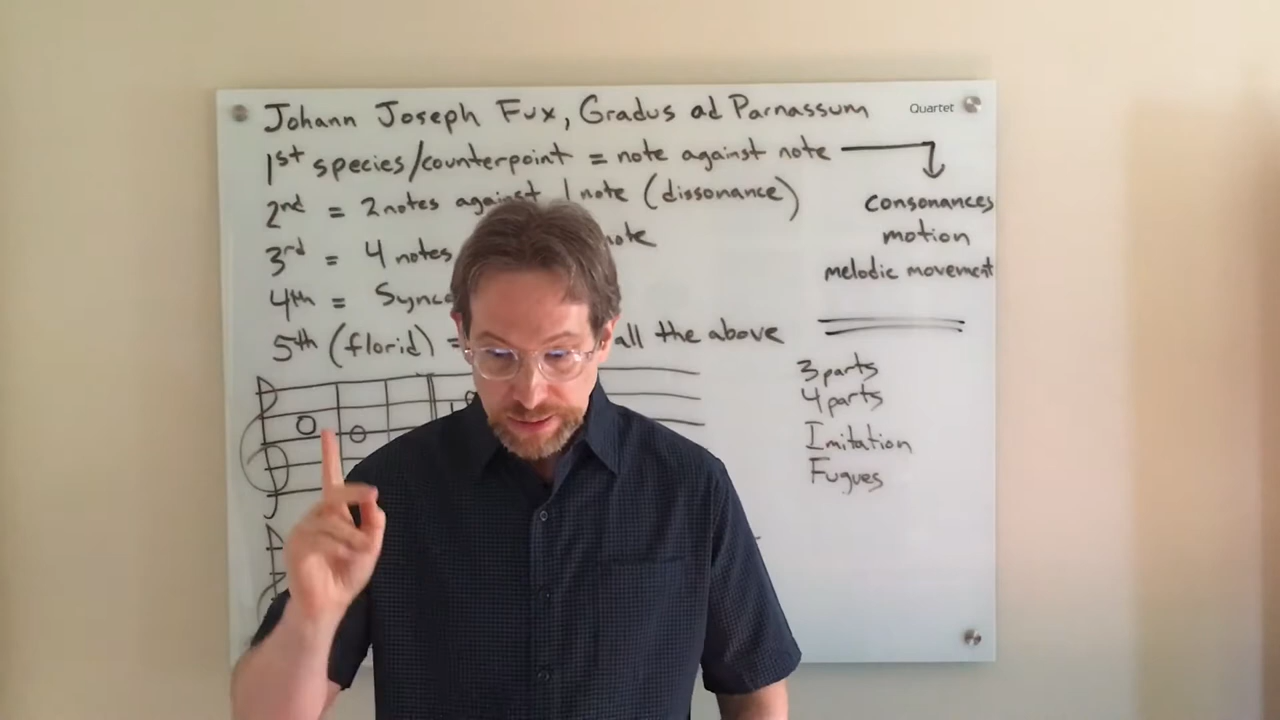 Johann Joseph Fux, Gradus ad Parnassum
Quartet
1st species/counterpoint = note against note
2nd = 2 notes against 1 note (dissonance)
3rd = 4 notes
4th =
5th (florid) = all the above
consonances
motion
melodic movement
3 parts
4 parts
Imitation
Fugues